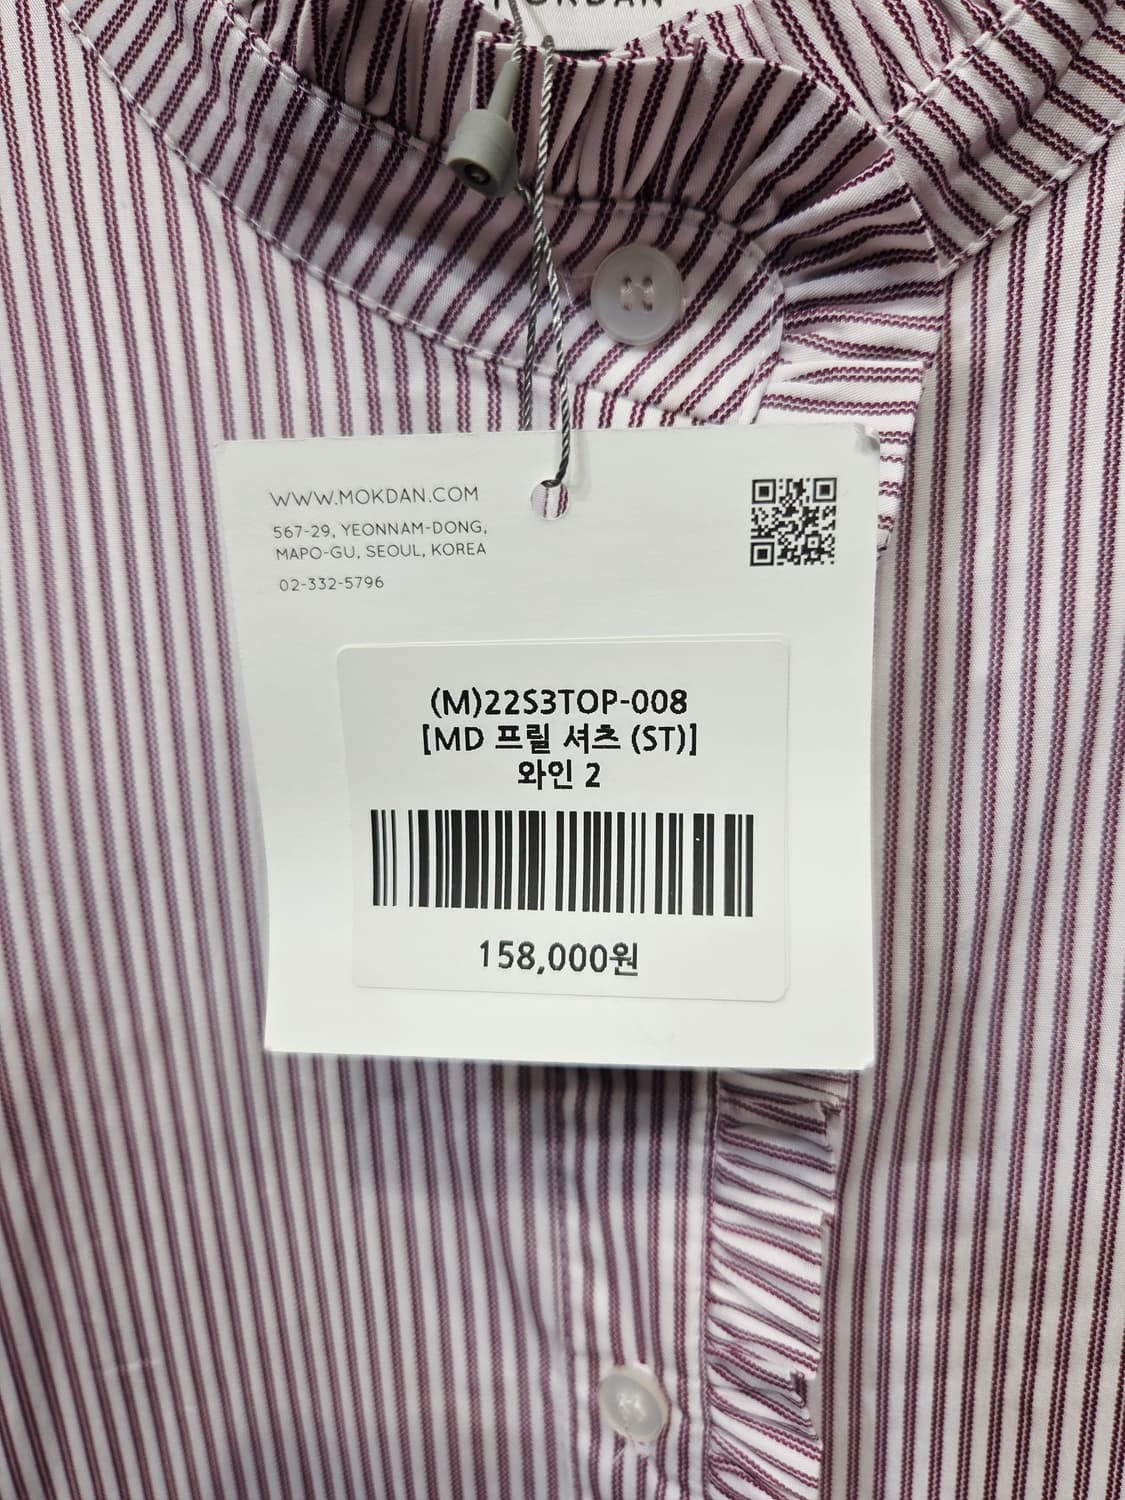 MOKDAN
WWW.MOKDAN.COM
567-29, YEONNAM-DONG,
MAPO-GU, SEOUL, KOREA
02-332-5796
(M)22S3TOP-008
[MD 프릴 셔츠 (ST)]
와인 2
158,000원